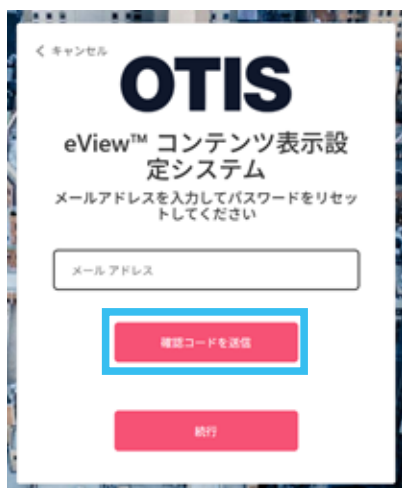 < キャンセル
OTIS
eView™ コンテンツ表示設
定システム
メールアドレスを入力してパスワードをリセッ
トしてください
メール アドレス
確認コードを送信
続行